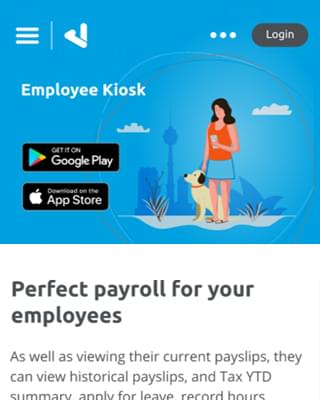 Login
Employee Kiosk
GET IT ON
Google Play
Download on the
App Store
Perfect payroll for your
employees
As well as viewing their current payslips, they
can view historical payslips, and Tax YTD
summary, apply for leave, record hours